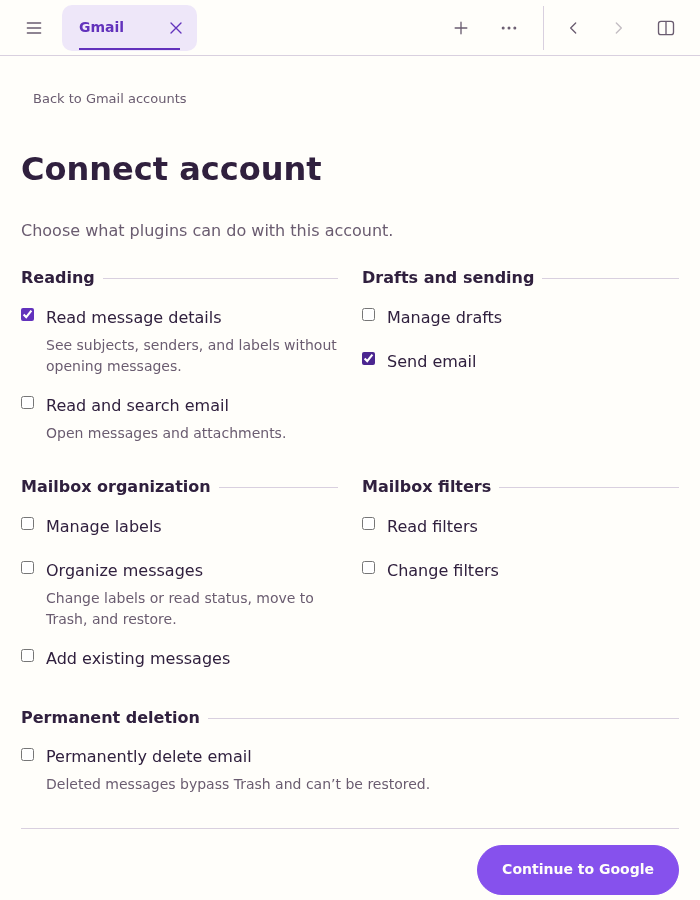 Gmail
Back to Gmail accounts
Connect account
Choose what plugins can do with this account.
Reading
Read message details
See subjects, senders, and labels without
opening messages.
Read and search email
Open messages and attachments.
Drafts and sending
Manage drafts
Send email
Mailbox organization
Manage labels
Organize messages
Change labels or read status, move to
Trash, and restore.
Add existing messages
Mailbox filters
Read filters
Change filters
Permanent deletion
Permanently delete email
Deleted messages bypass Trash and can’t be restored.
Continue to Google